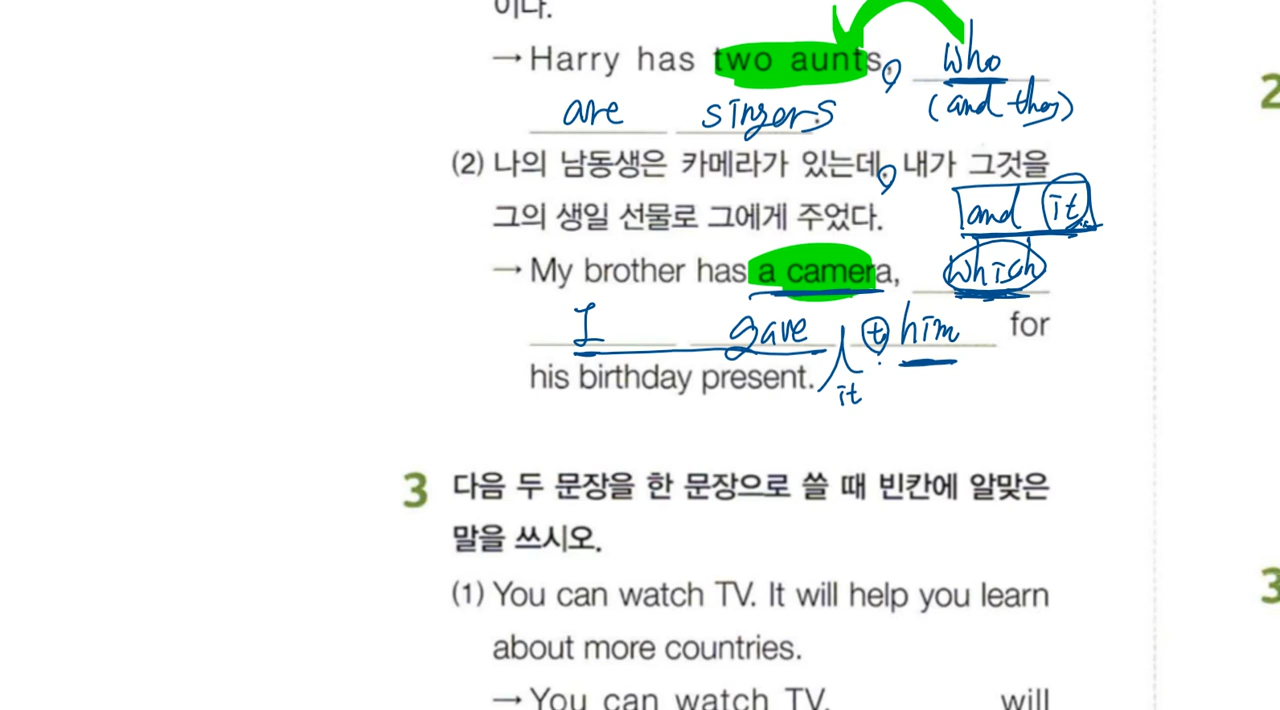 이다.
→ Harry has two aunts, who
(and they)
are singers.
(2) 나의 남동생은 카메라가 있는데, 내가 그것을
그의 생일 선물로 그에게 주었다.
and it
→ My brother has a camera, which
I gave to him for
his birthday present.
it
3 다음 두 문장을 한 문장으로 쓸 때 빈칸에 알맞은
말을 쓰시오.
(1) You can watch TV. It will help you learn
about more countries.
→ You can watch TV, will
2
3